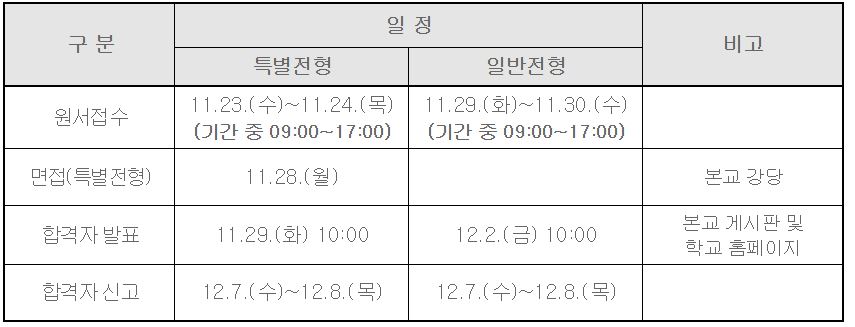 구 분
일 정
비고
특별전형
일반전형
원서접수
11.23.(수)~11.24.(목)
(기간 중 09:00~17:00)
11.29.(화)~11.30.(수)
(기간 중 09:00~17:00)
면접(특별전형)
11.28.(월)
본교 강당
합격자 발표
11.29.(화) 10:00
12.2.(금) 10:00
본교 게시판 및
학교 홈페이지
합격자 신고
12.7.(수)~12.8.(목)
12.7.(수)~12.8.(목)